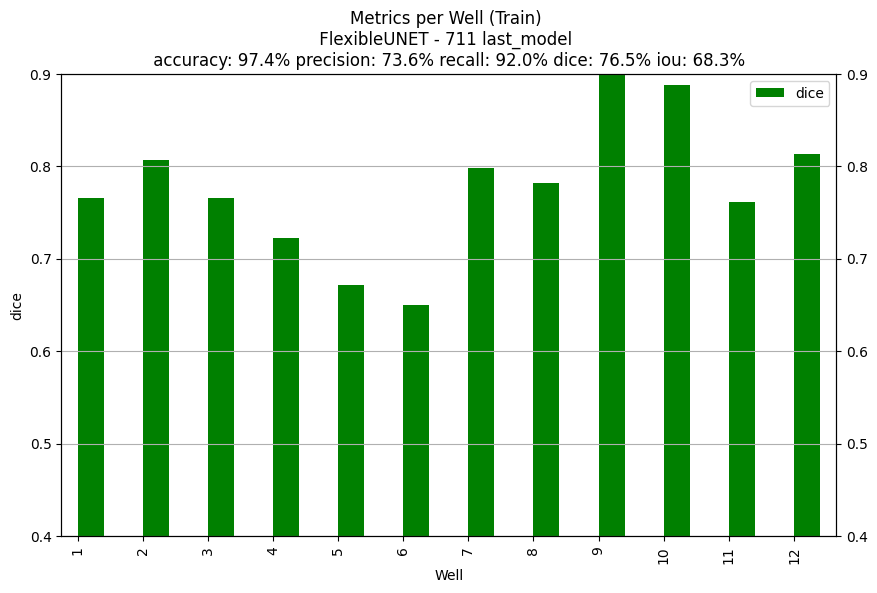 Metrics per Well (Train)
FlexibleUNET - 711 last_model
accuracy: 97.4% precision: 73.6% recall: 92.0% dice: 76.5% iou: 68.3%
0.9 0.9
dice
0.8 0.8
0.7 0.7
dice
0.6 0.6
0.5 0.5
0.4 0.4
1 2 3 4 5 6 7 8 9 10 11 12
Well